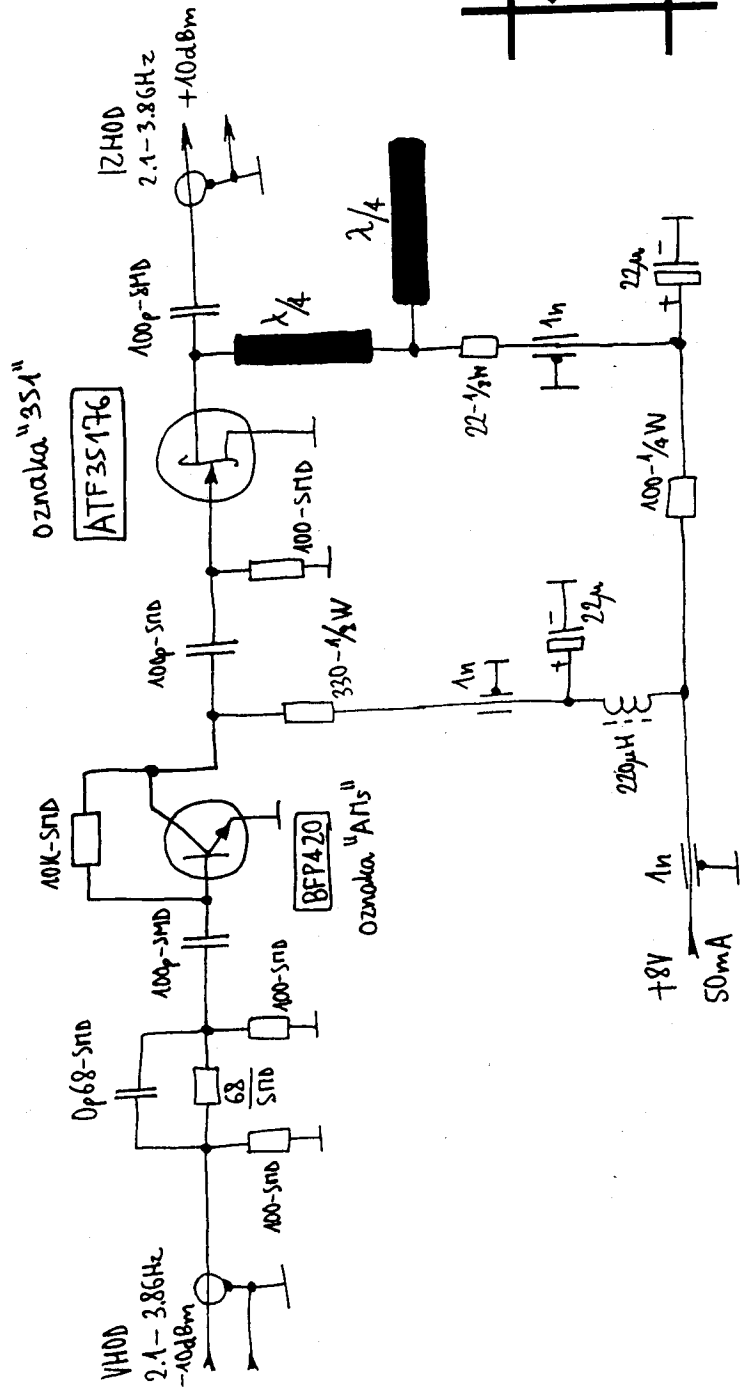 VHOD
2.1 - 3.8GHz
-10dBm
100-SMD
0p68-SMD
68
SMD
100-SMD
100p-SMD
10K-SMD
BFP420
oznaka "AMs"
330-1/2W
100p-SMD
100-SMD
oznaka "351"
ATF35176
100p-SMD
IZHOD
2.1-3.8GHz
+10dBm
λ/4
λ/4
22-1/2W
1n
22µ
+
-
100-1/4W
1n
22µ
+
-
220µH
1n
+8V
50mA